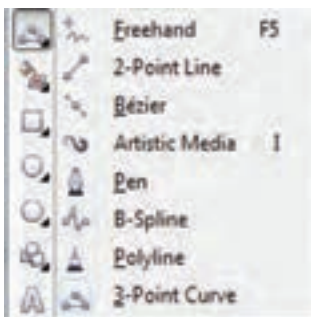 Freehand F5
2-Point Line
Bézier
Artistic Media I
Pen
B-Spline
Polyline
3-Point Curve